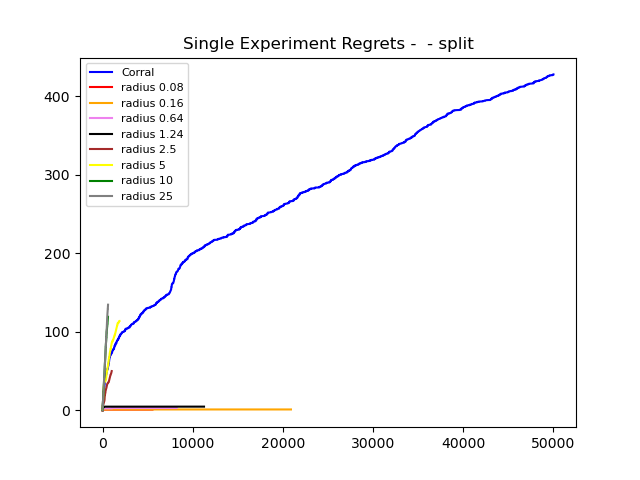 Single Experiment Regrets -  - split
Corral
radius 0.08
radius 0.16
radius 0.64
radius 1.24
radius 2.5
radius 5
radius 10
radius 25
400
300
200
100
0
0 10000 20000 30000 40000 50000